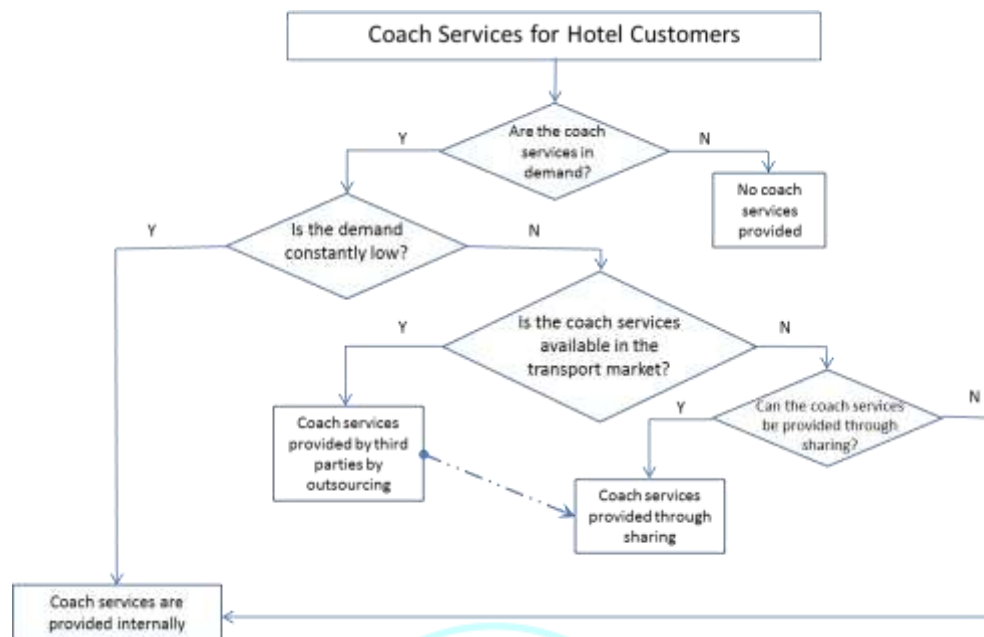 Coach Services for Hotel Customers
Y
Are the coach
services in
demand?
N
No coach
services
provided
Y
Is the demand
constantly low?
N
Y
Is the coach services
available in the
transport market?
N
Coach services
provided by third
parties by
outsourcing
Y
Can the coach services
be provided through
sharing?
N
Coach services
provided through
sharing
Coach services are
provided internally